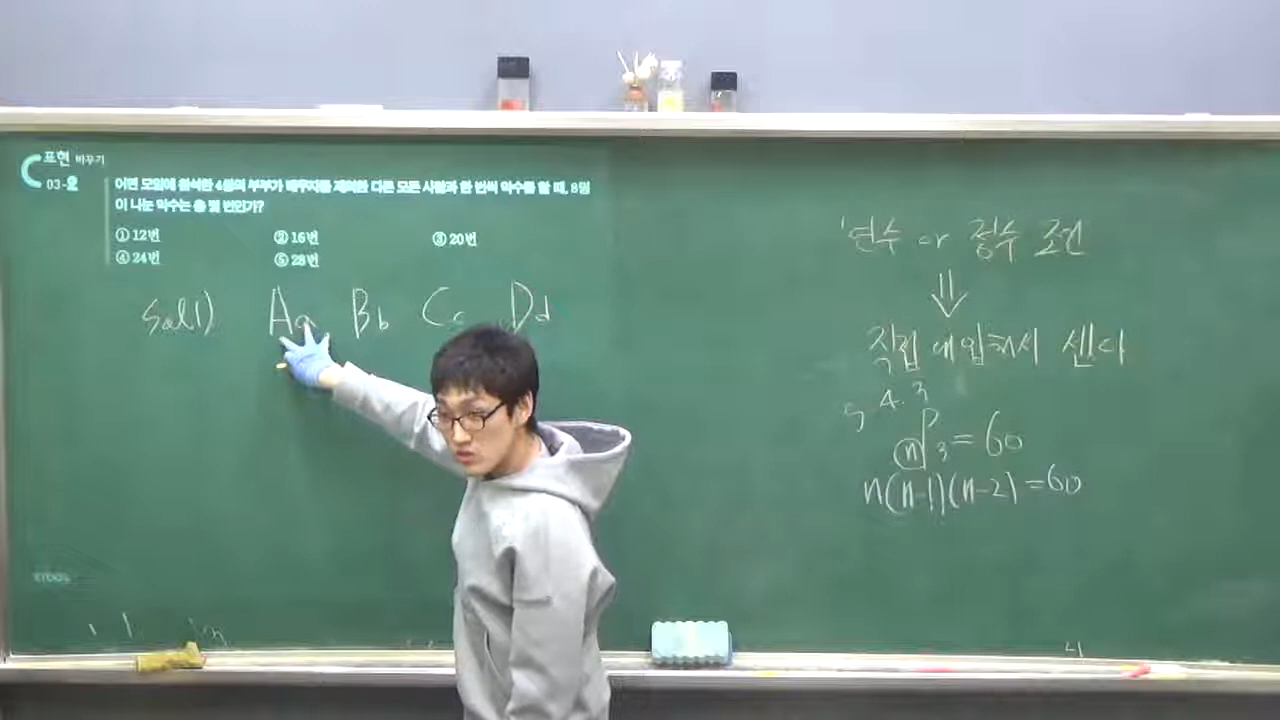 표현 바꾸기
03-2
어떤 모임에 참석한 4쌍의 부부가 배우자를 제외한 다른 모든 사람과 한 번씩 악수를 할 때, 8명
이 나눈 악수는 총 몇 번인가?
① 12번 ② 16번 ③ 20번
④ 24번 ⑤ 28번
Sol1) Aa Bb Cc Dd
정수 조건
or
⇓
직접 대입해서 센다
5 4. 3
nP3 = 60
n(n-1)(n-2) = 60